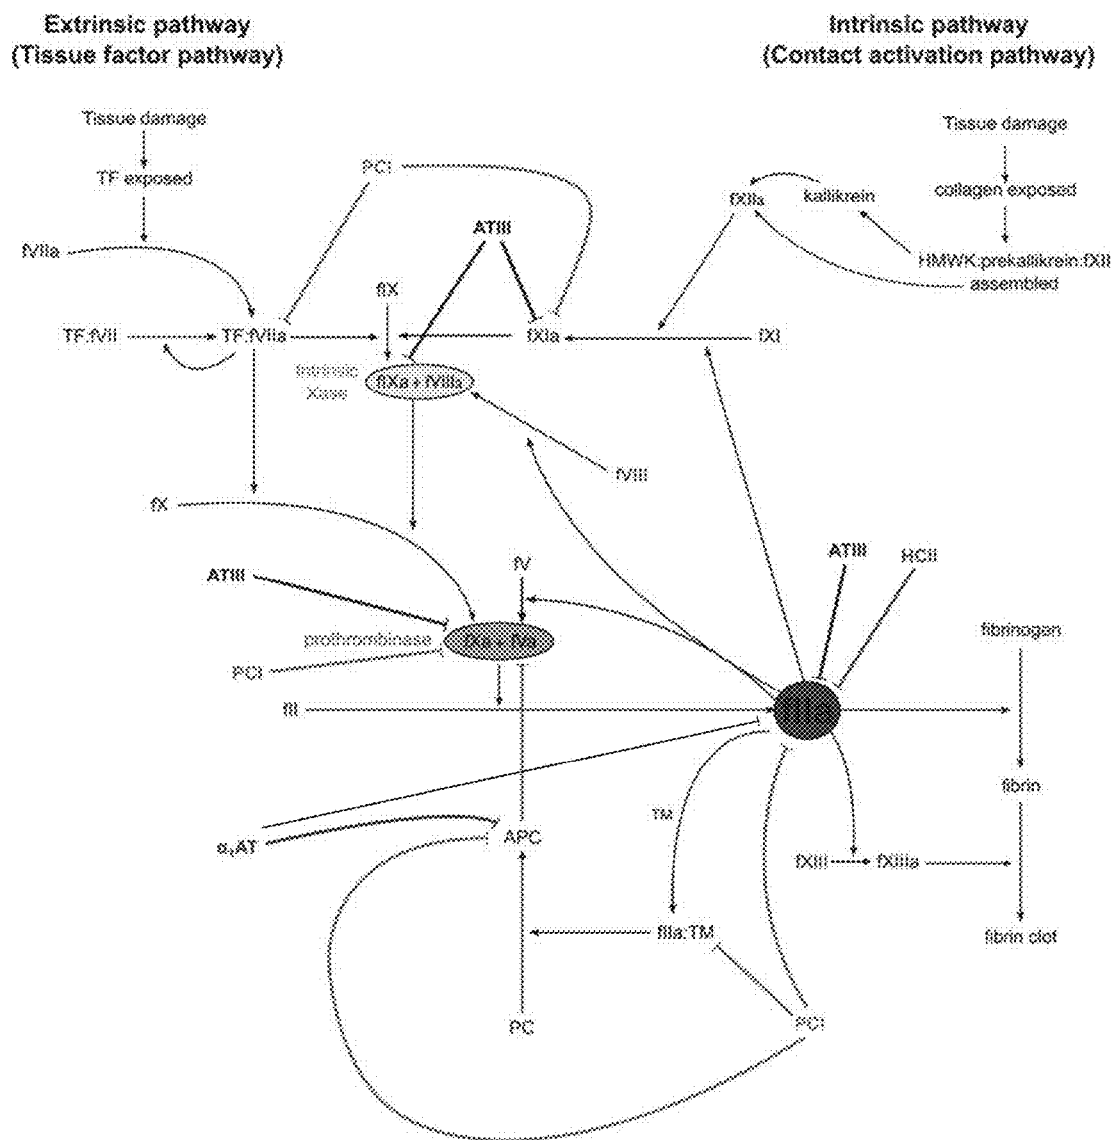 Extrinsic pathway
(Tissue factor pathway)
Intrinsic pathway
(Contact activation pathway)
Tissue damage
Tissue damage
TF exposed
PCI
fXIIa
kallikrein
collagen exposed
fVIIa
ATIII
HMWK:prekallikrein:fXII
assembled
fIX
TF:fVII
TF:fVIIa
fXIa
fXI
Intrinsic
Xase
fIXa + fVIIIa
fVIII
fX
ATIII
HCII
ATIII
fV
fibrinogen
prothrombinase
PCI
fII
fibrin
TM
α₁AT
APC
fXIII
fXIIIa
fIIa:TM
fibrin clot
PC
PCI